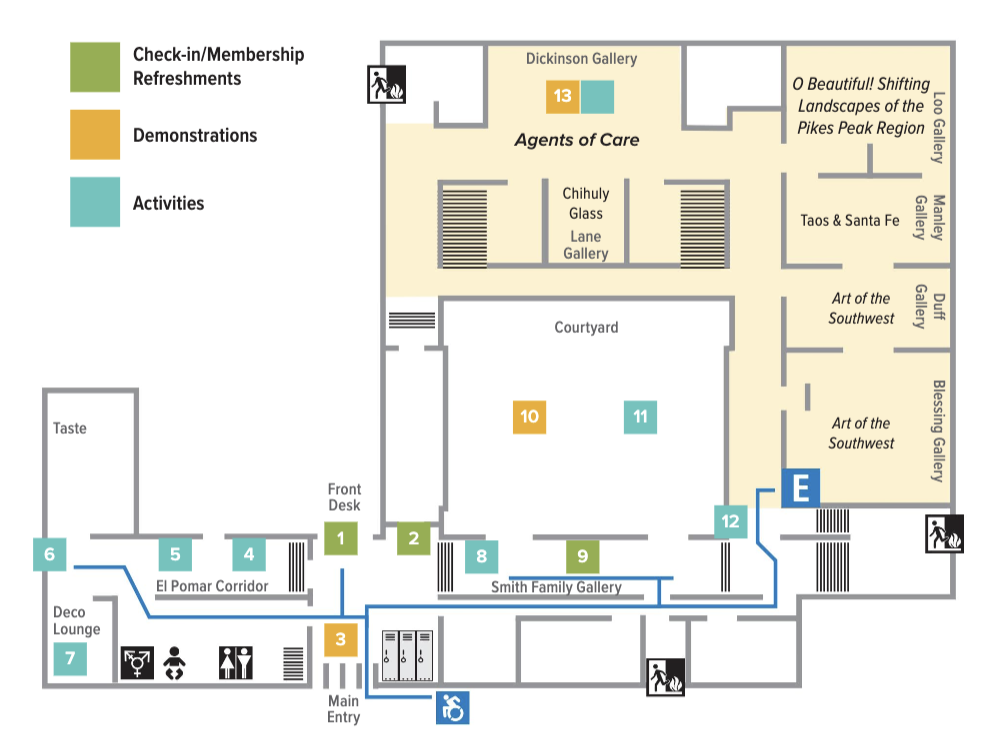 Check-in/Membership
Refreshments
Demonstrations
Activities
Dickinson Gallery
13
Agents of Care
O Beautiful! Shifting
Landscapes of the
Pikes Peak Region
Loo Gallery
Chihuly
Glass
Lane
Gallery
Taos & Santa Fe
Manley
Gallery
Art of the
Southwest
Duff
Gallery
Courtyard
10
11
Art of the
Southwest
Blessing Gallery
E
Taste
Front
Desk
1
2
12
6
5
4
8
9
El Pomar Corridor
Smith Family Gallery
Deco
Lounge
7
3
Main
Entry